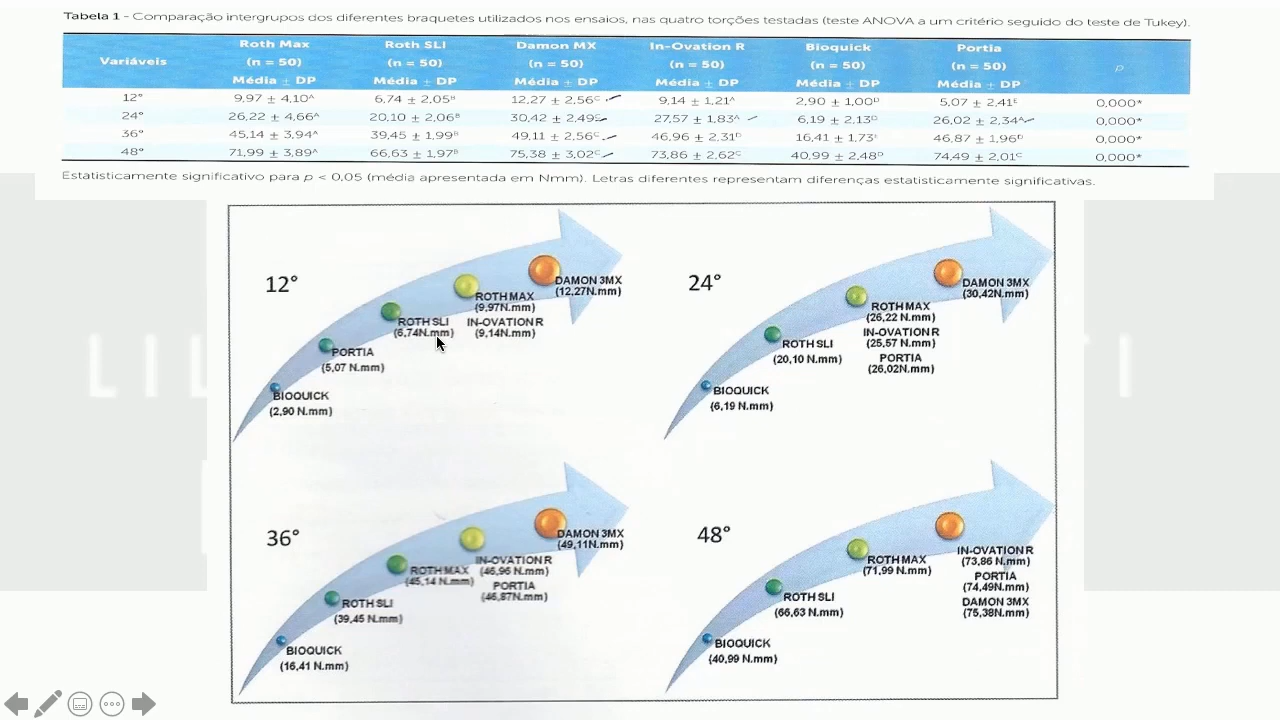 Tabela 1 - Comparação intergrupos dos diferentes braquetes utilizados nos ensaios, nas quatro torções testadas (teste ANOVA a um critério seguido do teste de Tukey).
Variáveis Roth Max (n = 50) Média ± DP Roth SLI (n = 50) Média ± DP Damon MX (n = 50) Média ± DP In-Ovation R (n = 50) Média ± DP Bioquick (n = 50) Média ± DP Portia (n = 50) Média ± DP p
12° 9,97 ± 4,10ᴬ 6,74 ± 2,05ᴮ 12,27 ± 2,56ᶜ 9,14 ± 1,21ᴬ 2,90 ± 1,00ᴰ 5,07 ± 2,41ᴱ 0,000*
24° 26,22 ± 4,66ᴬ 20,10 ± 2,06ᴮ 30,42 ± 2,49ᶜ 27,57 ± 1,83ᴬ 6,19 ± 2,13ᴰ 26,02 ± 2,34ᴬ 0,000*
36° 45,14 ± 3,94ᴬ 39,45 ± 1,99ᴮ 49,11 ± 2,56ᶜ 46,96 ± 2,31ᴰ 16,41 ± 1,73ᴱ 46,87 ± 1,96ᴰ 0,000*
48° 71,99 ± 3,89ᴬ 66,63 ± 1,97ᴮ 75,38 ± 3,02ᶜ 73,86 ± 2,62ᶜ 40,99 ± 2,48ᴰ 74,49 ± 2,01ᶜ 0,000*
Estatisticamente significativo para p < 0,05 (média apresentada em Nmm). Letras diferentes representam diferenças estatisticamente significativas.
12°
DAMON 3MX
(12,27N.mm)
ROTH MAX
(9,97N.mm)
IN-OVATION R
(9,14N.mm)
ROTH SLI
(6,74N.mm)
PORTIA
(5,07 N.mm)
BIOQUICK
(2,90 N.mm)
24°
DAMON 3MX
(30,42N.mm)
ROTH MAX
(26,22 N.mm)
IN-OVATION R
(25,57 N.mm)
PORTIA
(26,02N.mm)
ROTH SLI
(20,10 N.mm)
BIOQUICK
(6,19 N.mm)
36°
DAMON 3MX
(49,11N.mm)
IN-OVATION R
(46,96 N.mm)
PORTIA
(46,87N.mm)
ROTH MAX
(45,14 N.mm)
ROTH SLI
(39,45 N.mm)
BIOQUICK
(16,41 N.mm)
48°
IN-OVATION R
(73,86 N.mm)
PORTIA
(74,49N.mm)
DAMON 3MX
(75,38N.mm)
ROTH MAX
(71,99 N.mm)
ROTH SLI
(66,63 N.mm)
BIOQUICK
(40,99 N.mm)